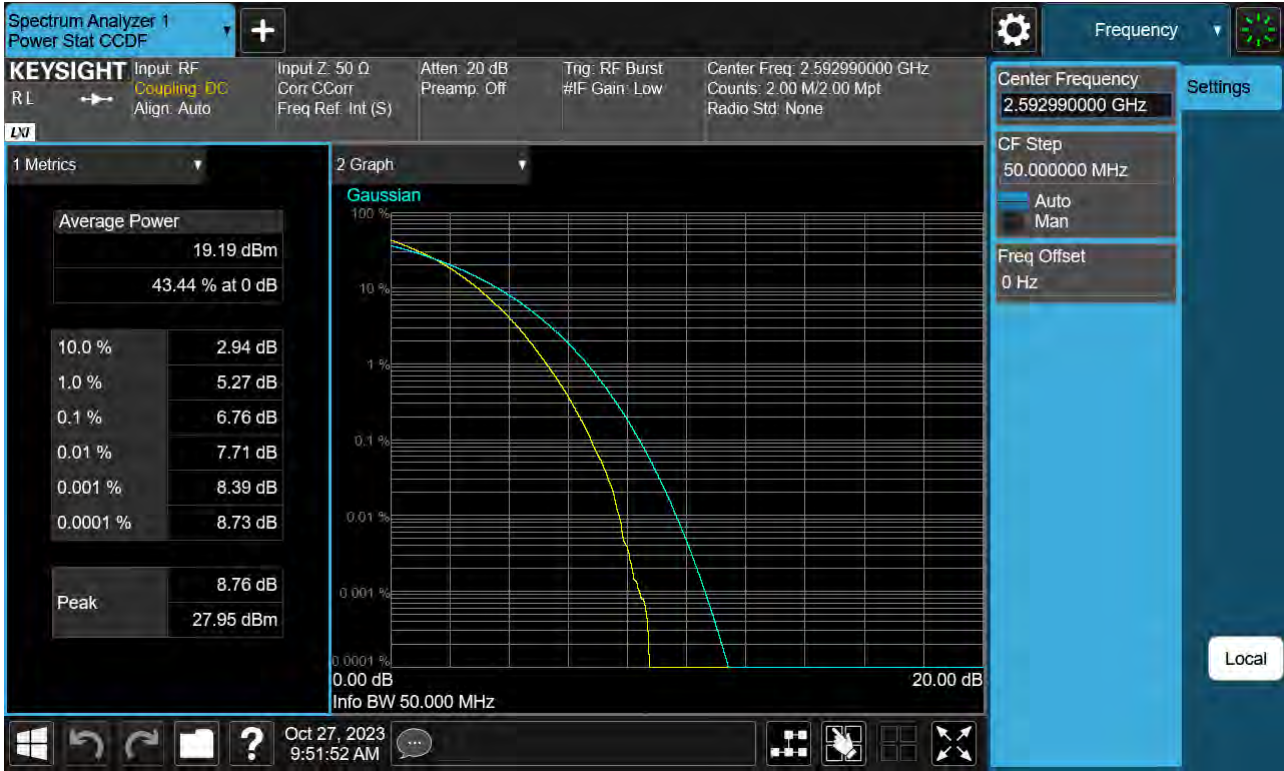 Spectrum Analyzer 1
Power Stat CCDF
+
Frequency
KEYSIGHT
R L
LXI
Input: RF
Coupling: DC
Align: Auto
Input Z: 50 Ω
Corr CCorr
Freq Ref: Int (S)
Atten: 20 dB
Preamp: Off
Trig: RF Burst
#IF Gain: Low
Center Freq: 2.592990000 GHz
Counts: 2.00 M/2.00 Mpt
Radio Std: None
Center Frequency
2.592990000 GHz
Settings
CF Step
50.000000 MHz
Auto
Man
Freq Offset
0 Hz
Local
1 Metrics
Average Power
19.19 dBm
43.44 % at 0 dB
10.0 % 2.94 dB
1.0 % 5.27 dB
0.1 % 6.76 dB
0.01 % 7.71 dB
0.001 % 8.39 dB
0.0001 % 8.73 dB
Peak
8.76 dB
27.95 dBm
2 Graph
Gaussian
100 %
10 %
1 %
0.1 %
0.01 %
0.001 %
0.0001 %
0.00 dB 20.00 dB
Info BW 50.000 MHz
?
Oct 27, 2023
9:51:52 AM